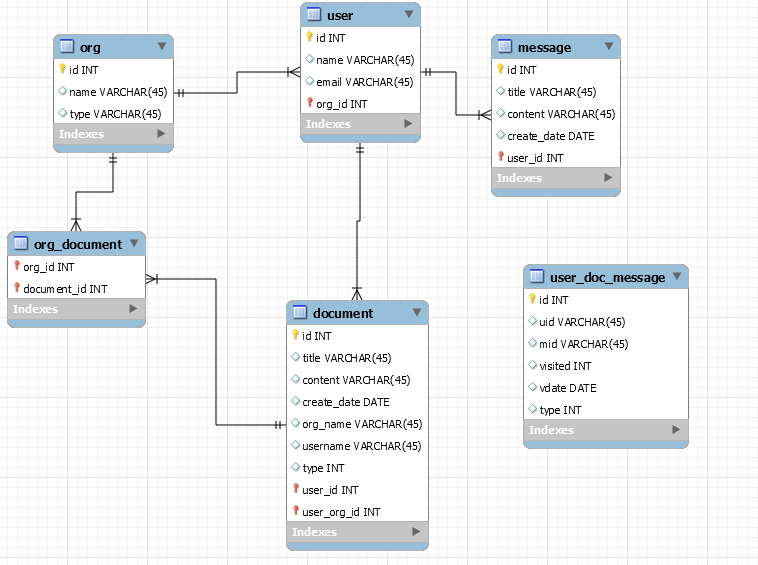 org
id INT
name VARCHAR(45)
type VARCHAR(45)
Indexes
user
id INT
name VARCHAR(45)
email VARCHAR(45)
org_id INT
Indexes
message
id INT
title VARCHAR(45)
content VARCHAR(45)
create_date DATE
user_id INT
Indexes
org_document
org_id INT
document_id INT
Indexes
document
id INT
title VARCHAR(45)
content VARCHAR(45)
create_date DATE
org_name VARCHAR(45)
username VARCHAR(45)
type INT
user_id INT
user_org_id INT
Indexes
user_doc_message
id INT
uid VARCHAR(45)
mid VARCHAR(45)
visited INT
vdate DATE
type INT
Indexes